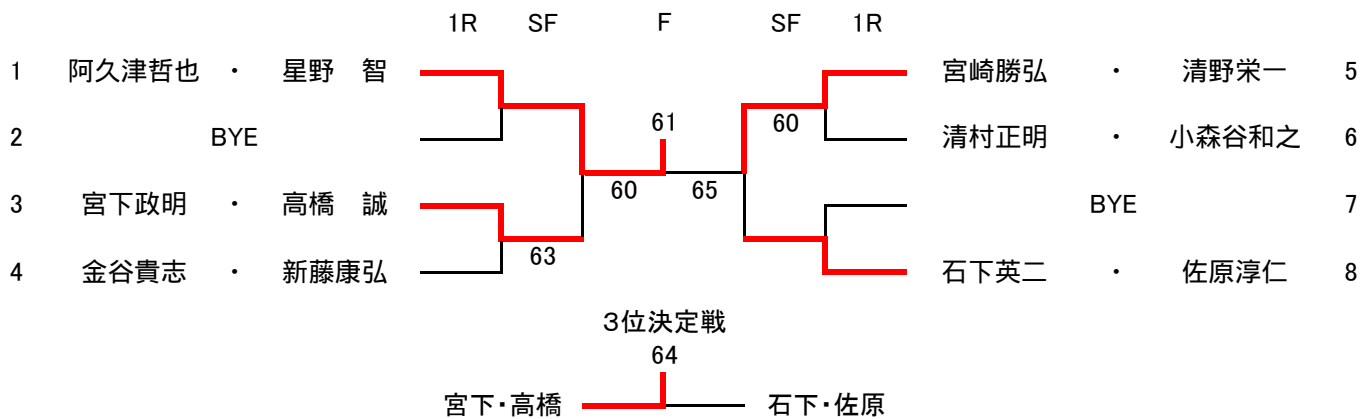 1R SF F SF 1R
1 阿久津哲也 ・ 星野 智 宮崎勝弘 ・ 清野栄一 5
61 60
2 BYE 清村正明 ・ 小森谷和之 6
60 65
3 宮下政明 ・ 高橋 誠 BYE 7
63
4 金谷貴志 ・ 新藤康弘 石下英二 ・ 佐原淳仁 8
3位決定戦
64
宮下・高橋 石下・佐原